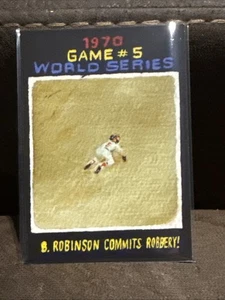 1970
GAME #5
WORLD SERIES
B. ROBINSON COMMITS ROBBERY!